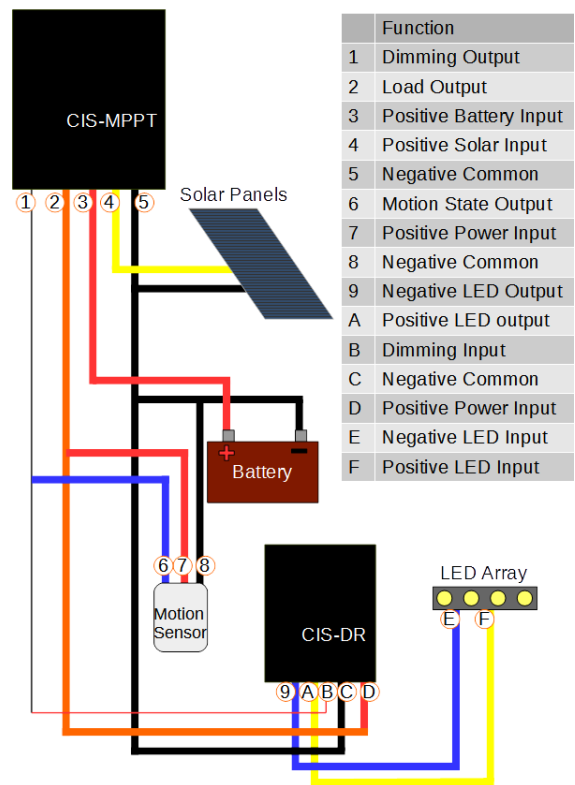 CIS-MPPT
1 2 3 4 5
Solar Panels
+ -
Battery
6 7 8
Motion
Sensor
CIS-DR
9 A B C D
LED Array
E F
Function
1 Dimming Output
2 Load Output
3 Positive Battery Input
4 Positive Solar Input
5 Negative Common
6 Motion State Output
7 Positive Power Input
8 Negative Common
9 Negative LED Output
A Positive LED output
B Dimming Input
C Negative Common
D Positive Power Input
E Negative LED Input
F Positive LED Input